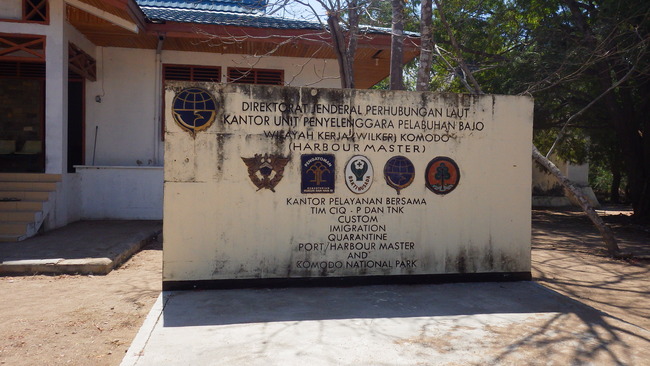 DIREKTORAT JENDERAL PERHUBUNGAN LAUT
KANTOR UNIT PENYELENGGARA PELABUHAN BAJO
WILAYAH KERJA (WILKER) KOMODO
(HARBOUR MASTER)
KANTOR PELAYANAN BERSAMA
TIM CIQ - P DAN TNK
CUSTOM
IMIGRATION
QUARANTINE
PORT/HARBOUR MASTER
AND
KOMODO NATIONAL PARK